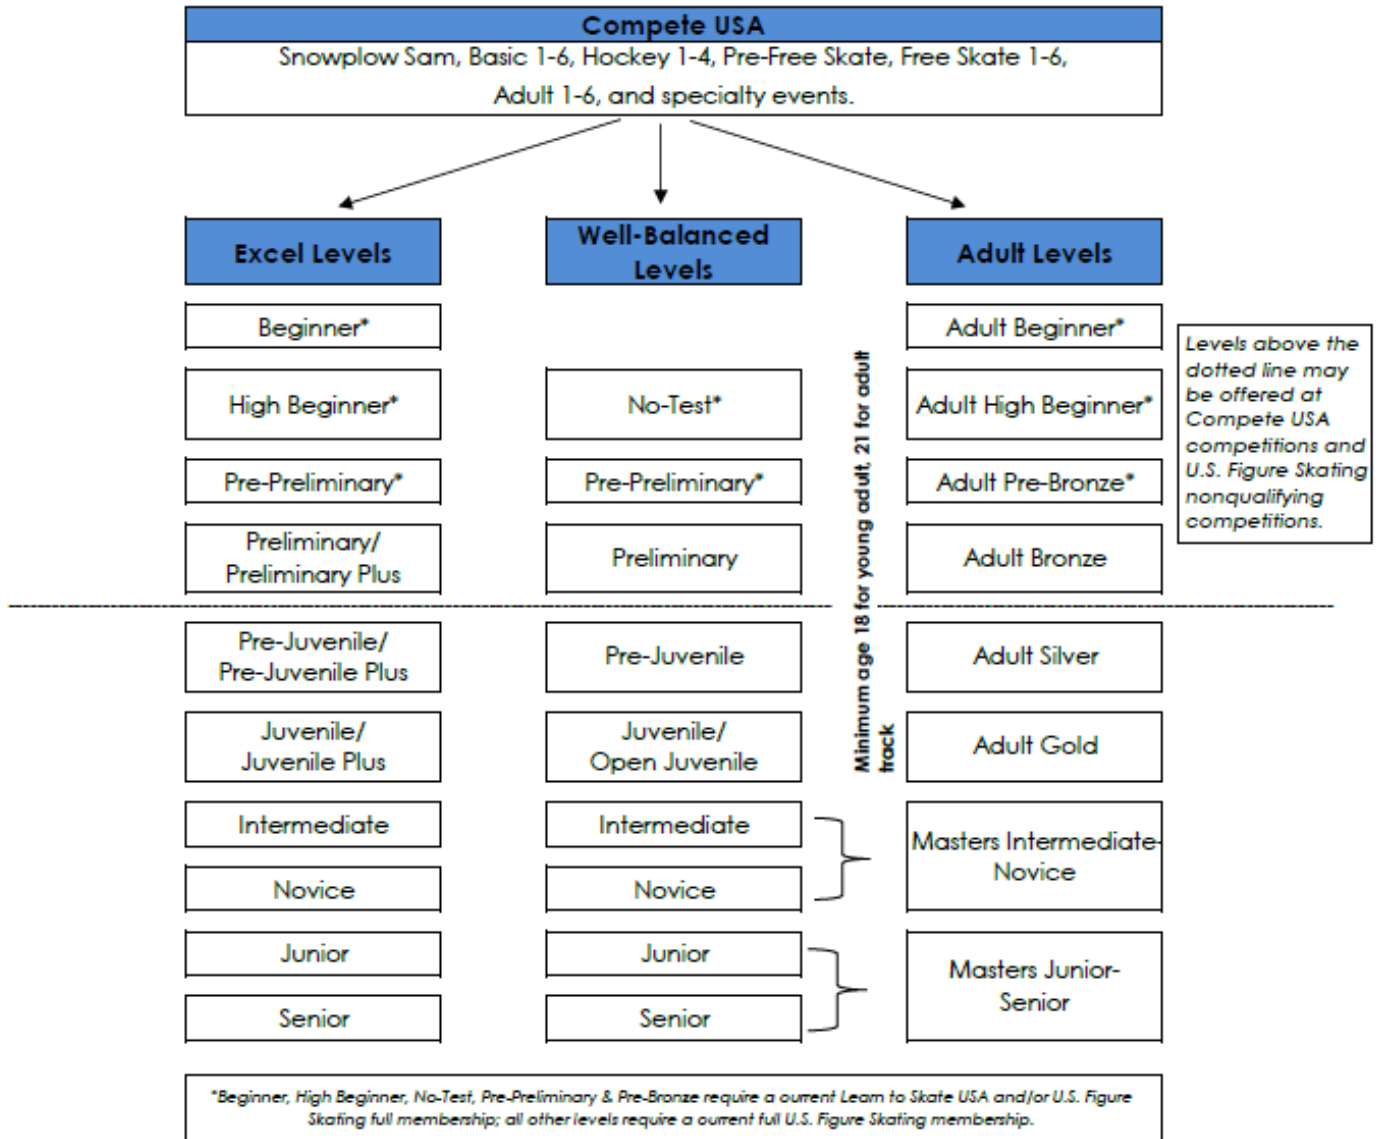 Compete USA
Snowplow Sam, Basic 1-6, Hockey 1-4, Pre-Free Skate, Free Skate 1-6,
Adult 1-6, and specialty events.
Excel Levels
Well-Balanced
Levels
Adult Levels
Beginner*
Adult Beginner*
High Beginner*
No-Test*
Adult High Beginner*
Pre-Preliminary*
Pre-Preliminary*
Adult Pre-Bronze*
Preliminary/
Preliminary Plus
Preliminary
Adult Bronze
Levels above the
dotted line may
be offered at
Compete USA
competitions and
U.S. Figure Skating
nonqualifying
competitions.
Minimum age 18 for young adult, 21 for adult
track
Pre-Juvenile/
Pre-Juvenile Plus
Pre-Juvenile
Adult Silver
Juvenile/
Juvenile Plus
Juvenile/
Open Juvenile
Adult Gold
Intermediate
Intermediate
Masters Intermediate-
Novice
Novice
Novice
Junior
Junior
Masters Junior-
Senior
Senior
Senior
*Beginner, High Beginner, No-Test, Pre-Preliminary & Pre-Bronze require a current Learn to Skate USA and/or U.S. Figure
Skating full membership; all other levels require a current full U.S. Figure Skating membership.